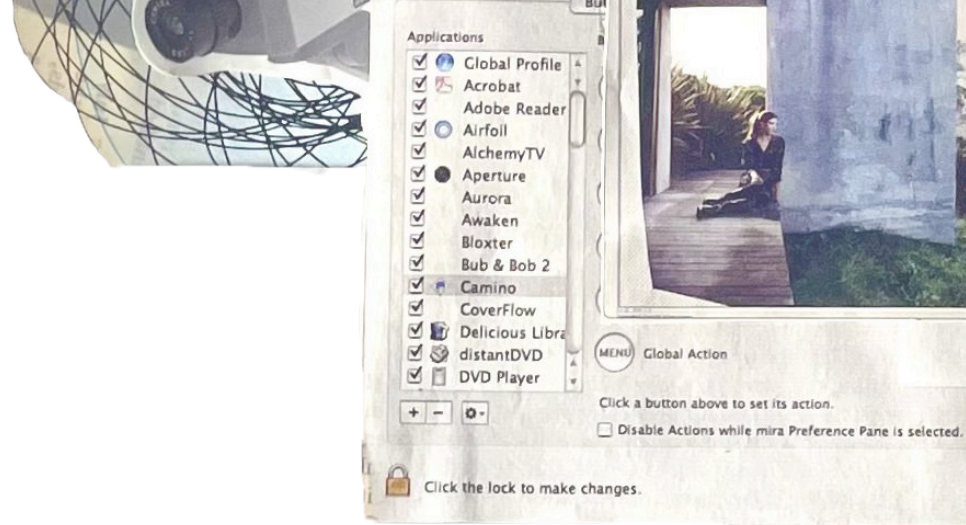 Applications
Global Profile
Acrobat
Adobe Reader
Airfoil
AlchemyTV
Aperture
Aurora
Awaken
Bloxter
Bub & Bob 2
Camino
CoverFlow
Delicious Libra
distantDVD
DVD Player
MENU Global Action
Click a button above to set its action.
Disable Actions while mira Preference Pane is selected.
Click the lock to make changes.